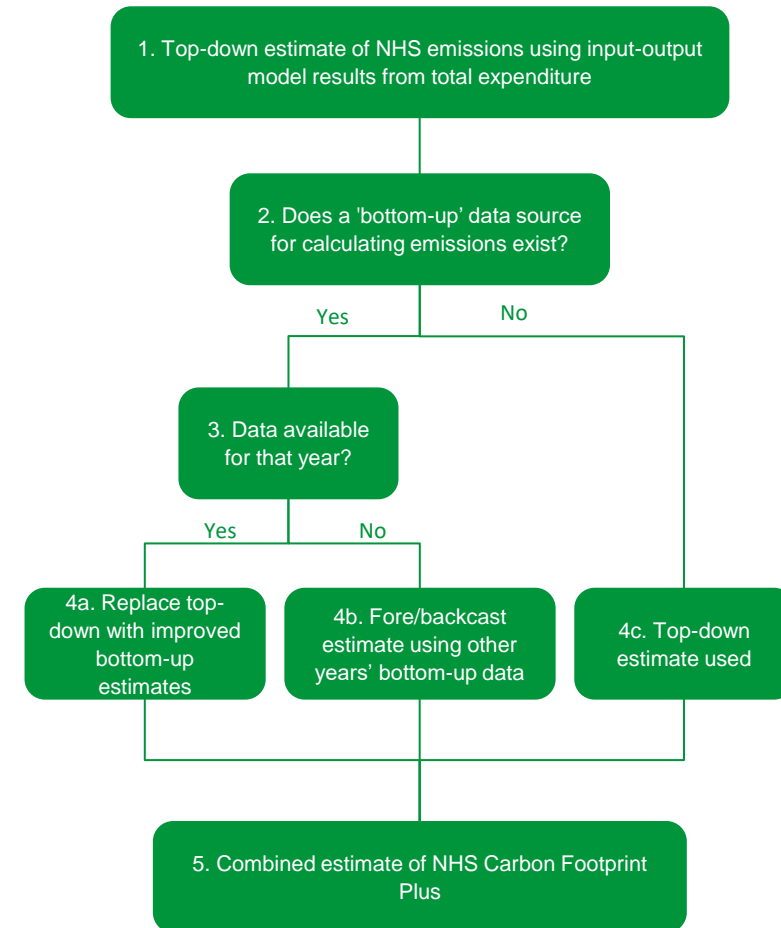 1. Top-down estimate of NHS emissions using input-output
model results from total expenditure
2. Does a 'bottom-up’ data source
for calculating emissions exist?
Yes
No
3. Data available
for that year?
Yes
No
4a. Replace top-
down with improved
bottom-up
estimates
4b. Fore/backcast
estimate using other
years’ bottom-up data
4c. Top-down
estimate used
5. Combined estimate of NHS Carbon Footprint
Plus